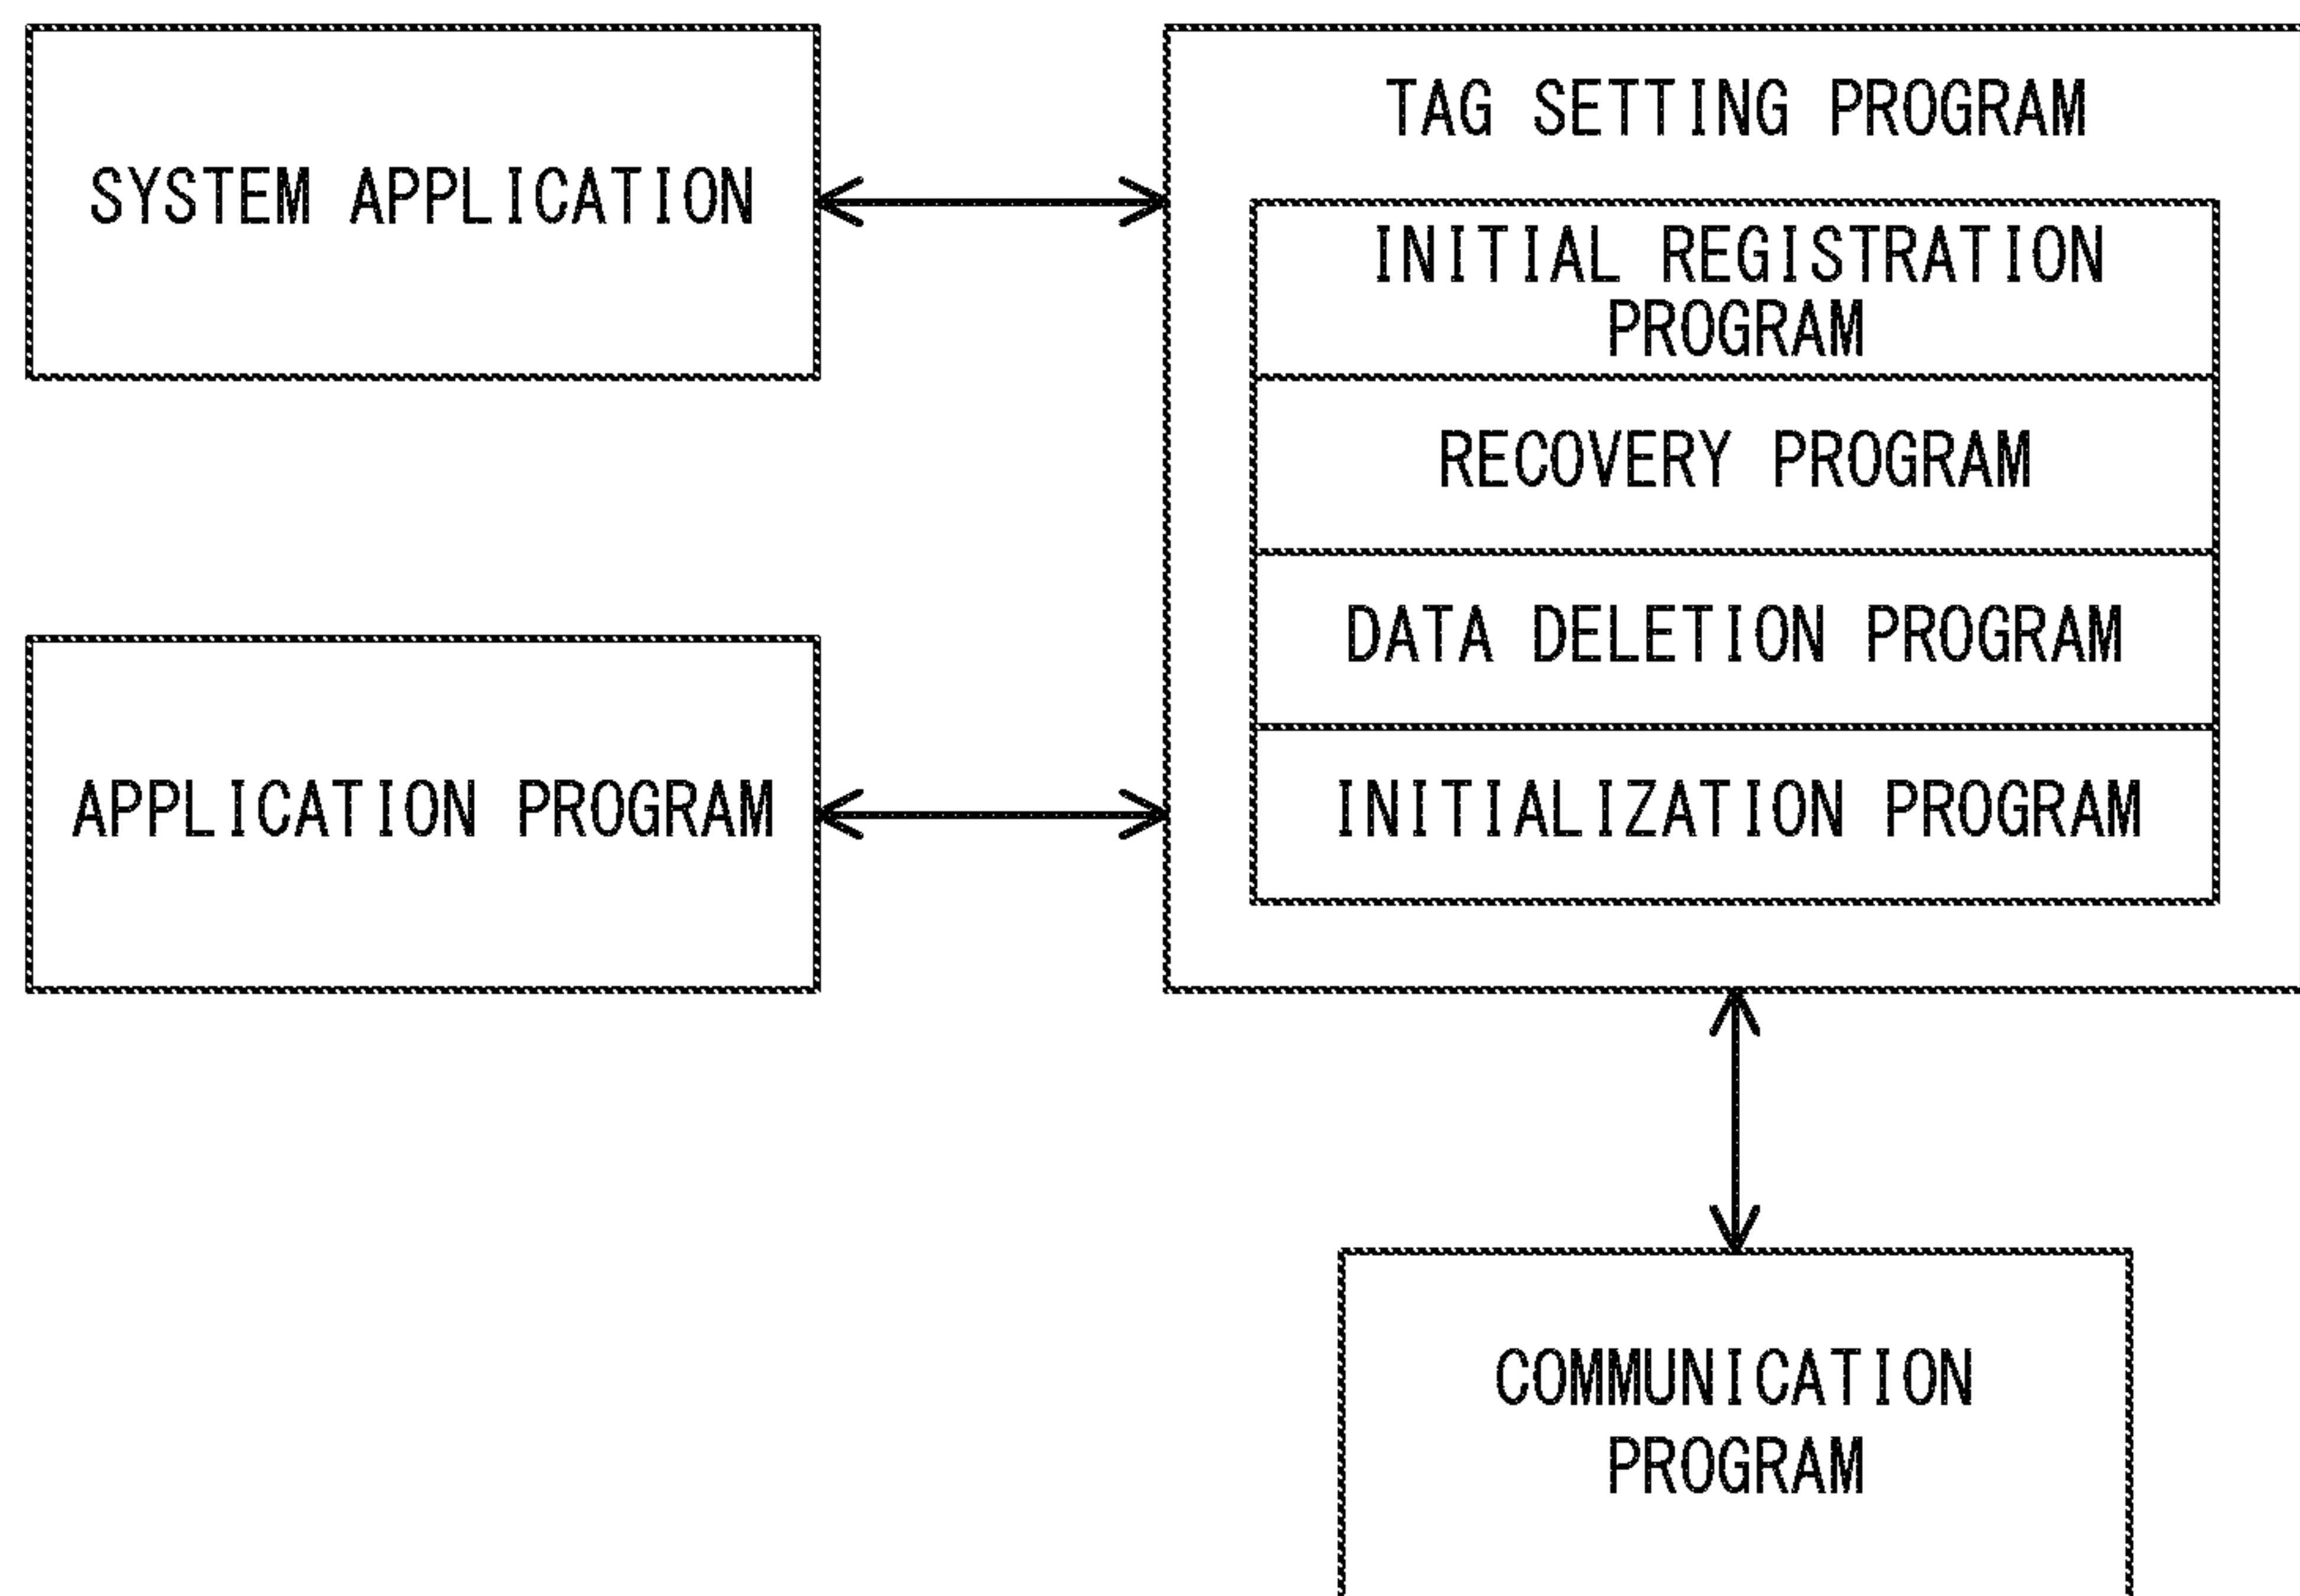 SYSTEM APPLICATION
TAG SETTING PROGRAM
INITIAL REGISTRATION
PROGRAM
RECOVERY PROGRAM
DATA DELETION PROGRAM
INITIALIZATION PROGRAM
APPLICATION PROGRAM
COMMUNICATION
PROGRAM